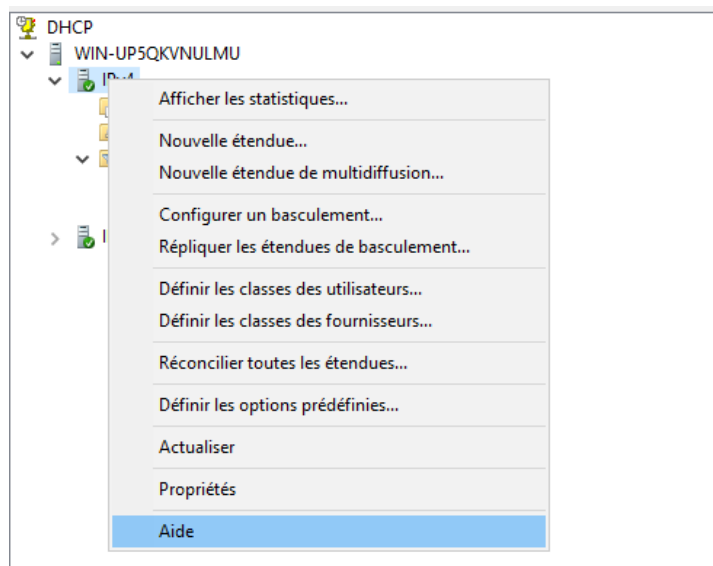 DHCP
WIN-UP5QKVNULMU
IPv4
Afficher les statistiques...
Nouvelle étendue...
Nouvelle étendue de multidiffusion...
Configurer un basculement...
Répliquer les étendues de basculement...
Définir les classes des utilisateurs...
Définir les classes des fournisseurs...
Réconcilier toutes les étendues...
Définir les options prédéfinies...
Actualiser
Propriétés
Aide